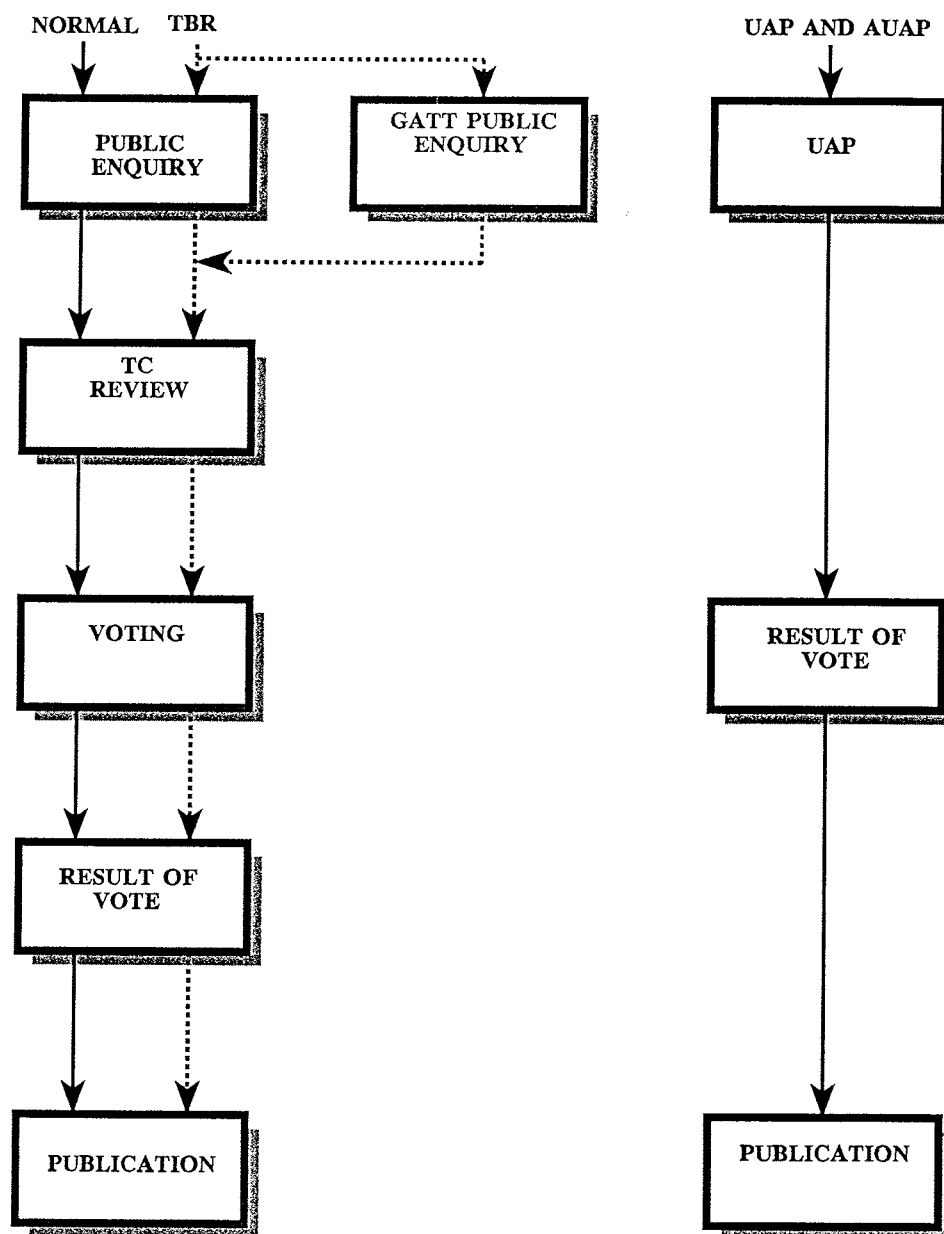 NORMAL
TBR
UAP AND AUAP
PUBLIC
ENQUIRY
GATT PUBLIC
ENQUIRY
UAP
TC
REVIEW
VOTING
RESULT OF
VOTE
RESULT OF
VOTE
PUBLICATION
PUBLICATION